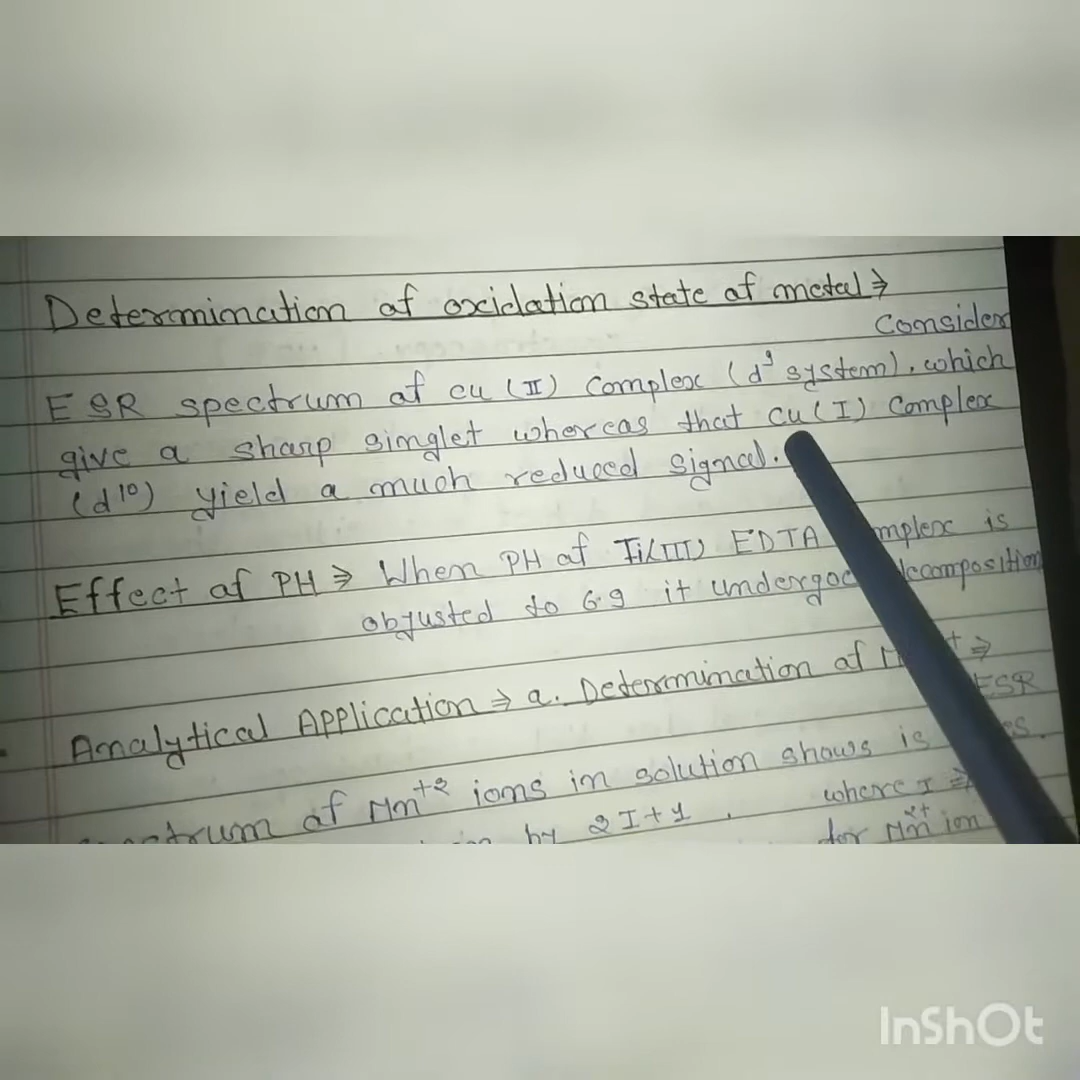 Determination of oxidation state of metal ⇒
Consider
ESR spectrum of cu (II) complex (d⁹ system), which
give a sharp singlet whereas that cu(I) complex
(d¹⁰) yield a much reduced signal.
Effect of PH ⇒ When PH of Ti(III) EDTA mplex is
objusted to 6.9 it undergoe decomposition
Analytical Application ⇒ a. Determination of ⇒
ESR
of Mn⁺² ions in solution shows is
by 2I+1 . where I ⇒
for Mn²⁺ ion
InShOt